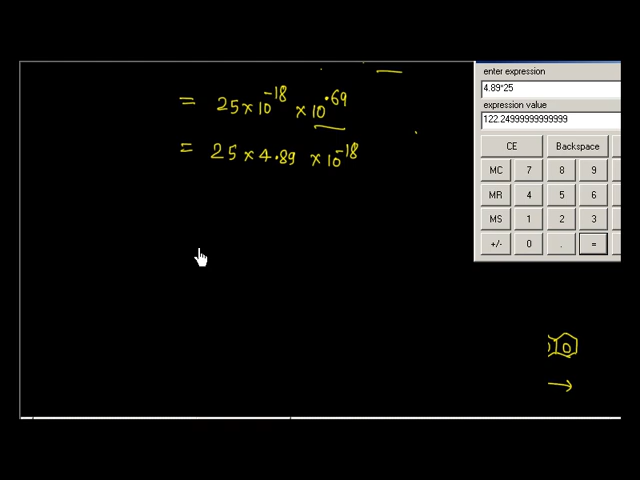 = 25 × 10^-18 × 10^.69
= 25 × 4.89 × 10^-18
enter expression
4.89*25
expression value
122.24999999999999
CE Backspace
MC 7 8 9
MR 4 5 6
MS 1 2 3
+/- 0 . =